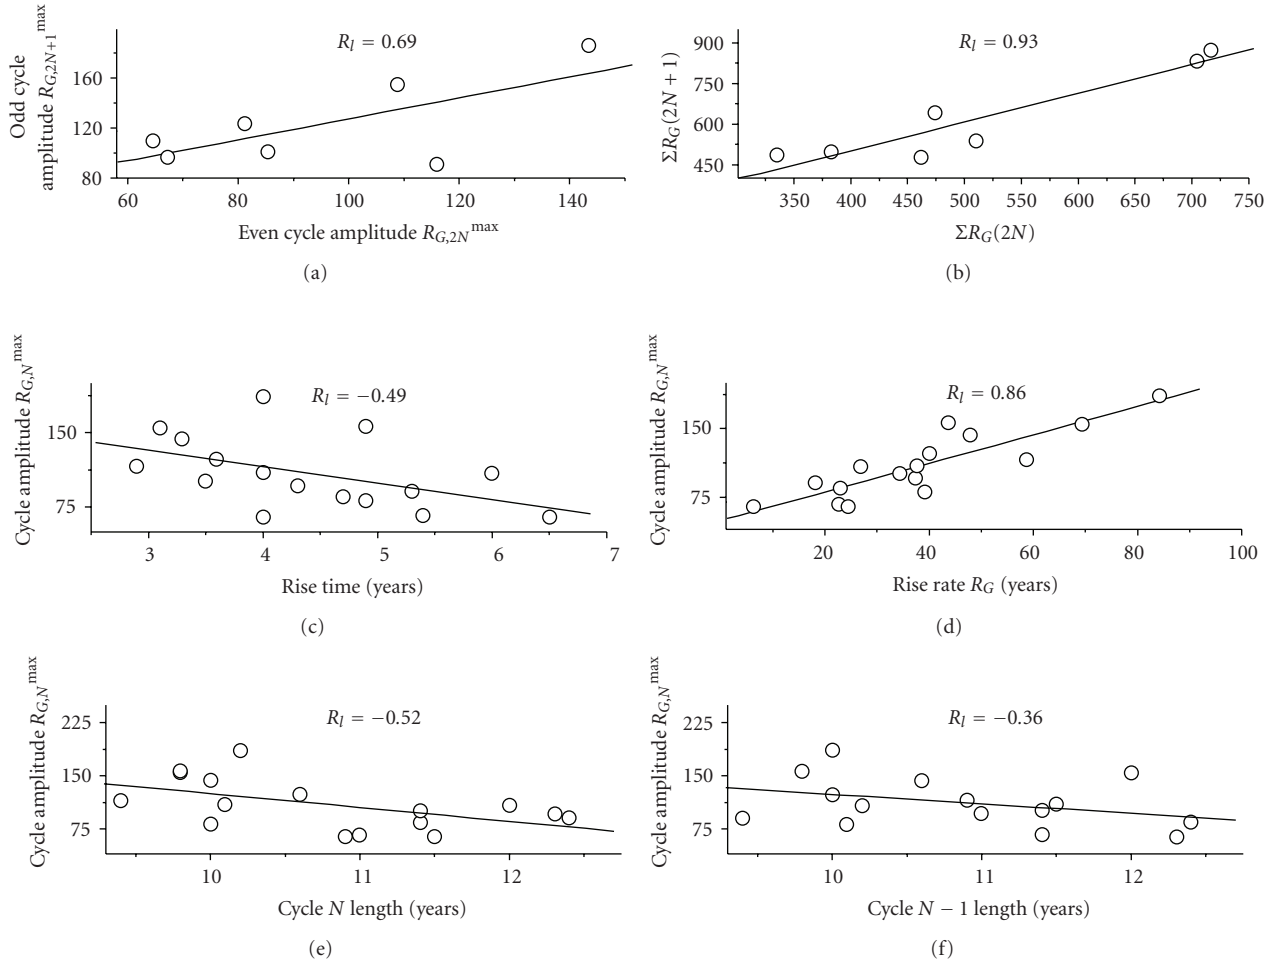 Odd cycle
amplitude R_{G,2N+1}^{max}
R_l = 0.69
160
120
80
60 80 100 120 140
Even cycle amplitude R_{G,2N}^{max}
(a)
ΣR_G(2N + 1)
R_l = 0.93
900
750
600
450
350 400 450 500 550 600 650 700 750
ΣR_G(2N)
(b)
Cycle amplitude R_{G,N}^{max}
R_l = −0.49
150
75
3 4 5 6 7
Rise time (years)
(c)
Cycle amplitude R_{G,N}^{max}
R_l = 0.86
150
75
20 40 60 80 100
Rise rate R_G (years)
(d)
Cycle amplitude R_{G,N}^{max}
R_l = −0.52
225
150
75
10 11 12
Cycle N length (years)
(e)
Cycle amplitude R_{G,N}^{max}
R_l = −0.36
225
150
75
10 11 12
Cycle N − 1 length (years)
(f)